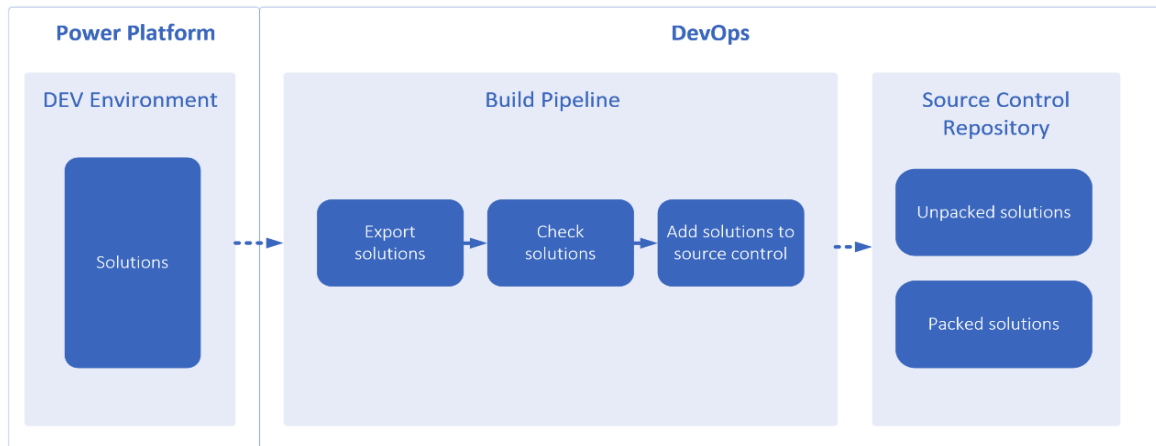 Power Platform
DevOps
DEV Environment
Solutions
Build Pipeline
Export
solutions
Check
solutions
Add solutions to
source control
Source Control
Repository
Unpacked solutions
Packed solutions